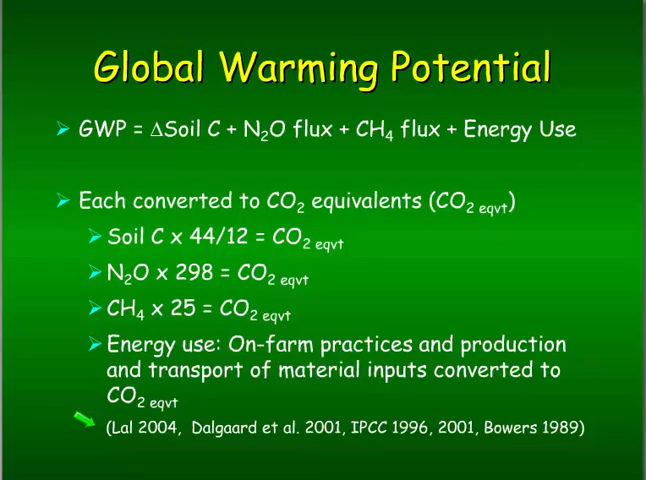 Global Warming Potential
GWP = ΔSoil C + N₂O flux + CH₄ flux + Energy Use
Each converted to CO₂ equivalents (CO₂ eqvt)
Soil C x 44/12 = CO₂ eqvt
N₂O x 298 = CO₂ eqvt
CH₄ x 25 = CO₂ eqvt
Energy use: On-farm practices and production
and transport of material inputs converted to
CO₂ eqvt
(Lal 2004, Dalgaard et al. 2001, IPCC 1996, 2001, Bowers 1989)